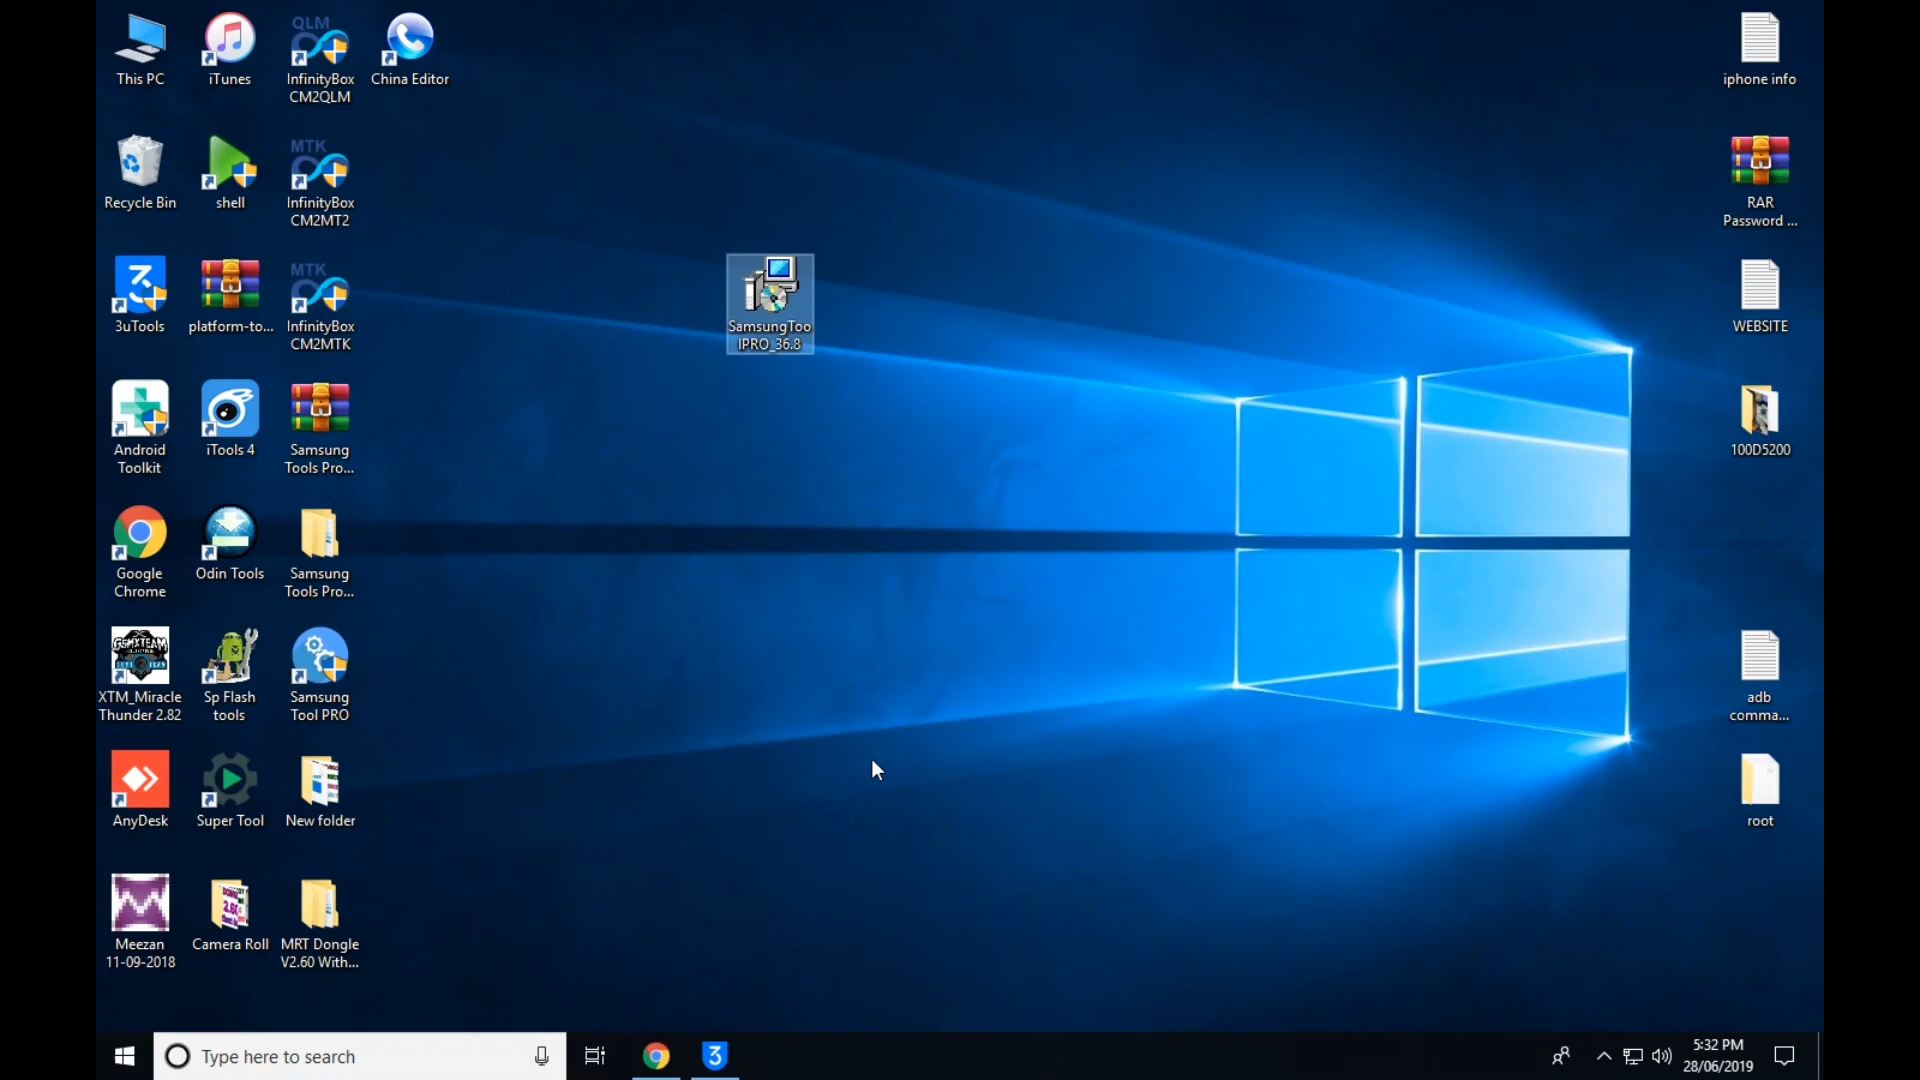 This PC
iTunes
QLM
InfinityBox
CM2QLM
China Editor
Recycle Bin
shell
MTK
InfinityBox
CM2MT2
3
3uTools
platform-to...
MTK
InfinityBox
CM2MTK
Android
Toolkit
iTools 4
Samsung
Tools Pro...
Google
Chrome
Odin Tools
Samsung
Tools Pro...
XTM_Miracle
Thunder 2.82
Sp Flash
tools
Samsung
Tool PRO
AnyDesk
Super Tool
New folder
Meezan
11-09-2018
Camera Roll
MRT Dongle
V2.60 With...
SamsungToo
lPRO_36.8
iphone info
RAR
Password ...
WEBSITE
100D5200
adb
comma...
root
Type here to search
3
5:32 PM
28/06/2019